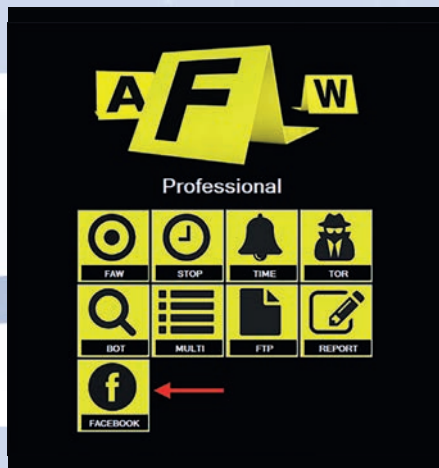 A F W
Professional
FAW STOP TIME TOR
BOT MULTI FTP REPORT
f
FACEBOOK